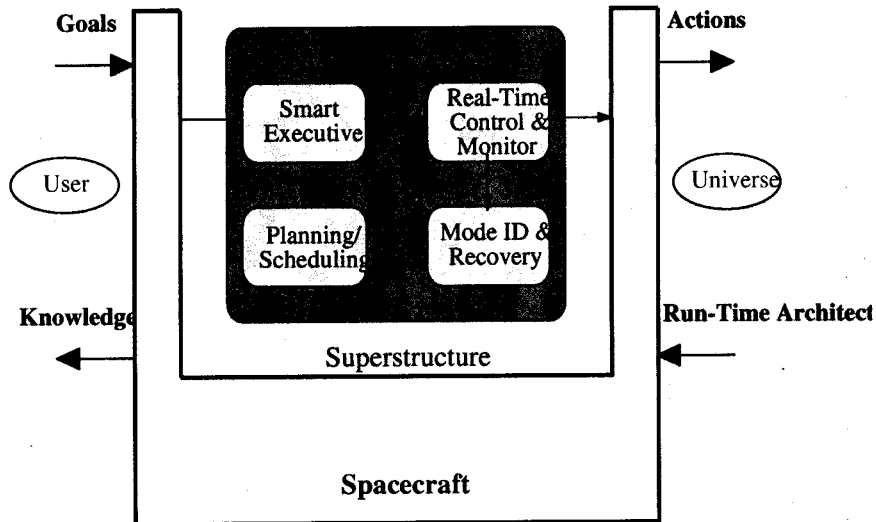 Goals
Actions
Smart
Executive
Real-Time
Control &
Monitor
User
Universe
Planning/
Scheduling
Mode ID &
Recovery
Knowledge
Run-Time Architect
Superstructure
Spacecraft